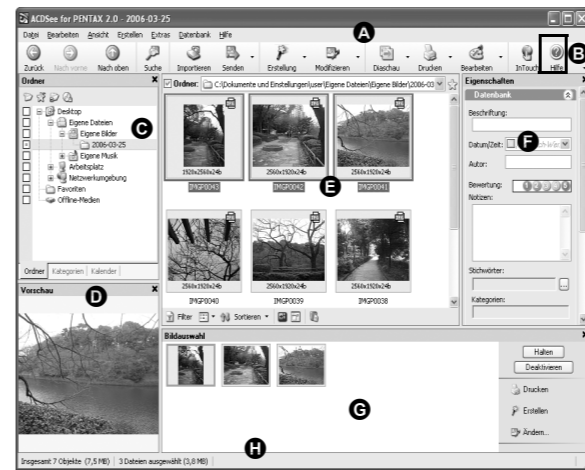 ACDSee for PENTAX 2.0 - 2006-03-25
Datei Bearbeiten Ansicht Erstellen Extras Datenbank Hilfe
A
Zurück Nach vorne Nach oben Suche Importieren Senden Erstellung Modifizieren Diaschau Drucken Bearbeiten InTouch Hilfe
B
Ordner
Ordner: C:\Dokumente und Einstellungen\user\Eigene Dateien\Eigene Bilder\2006-03
Eigenschaften
Datenbank
Desktop
Eigene Dateien
Eigene Bilder
2006-03-25
Eigene Musik
Arbeitsplatz
Netzwerkumgebung
Favoriten
Offline-Medien
C
Ordner Kategorien Kalender
1920x2560x24b 2560x1920x24b 2560x1920x24b
IMGP0043 IMGP0042 IMGP0041
E
2560x1920x24b 2560x1920x24b 2560x1920x24b
IMGP0040 IMGP0039 IMGP0038
Filter Sortieren
Beschriftung:
Datum/Zeit:
F
Autor:
Bewertung: 1 2 3 4 5
Notizen:
Stichwörter:
...
Kategorien:
Vorschau
D
Bildauswahl
Halten
Deaktivieren
Drucken
Erstellen
Ändern...
G
H
Insgesamt 7 Objekte (7,5 MB) 3 Dateien ausgewählt (3,8 MB)